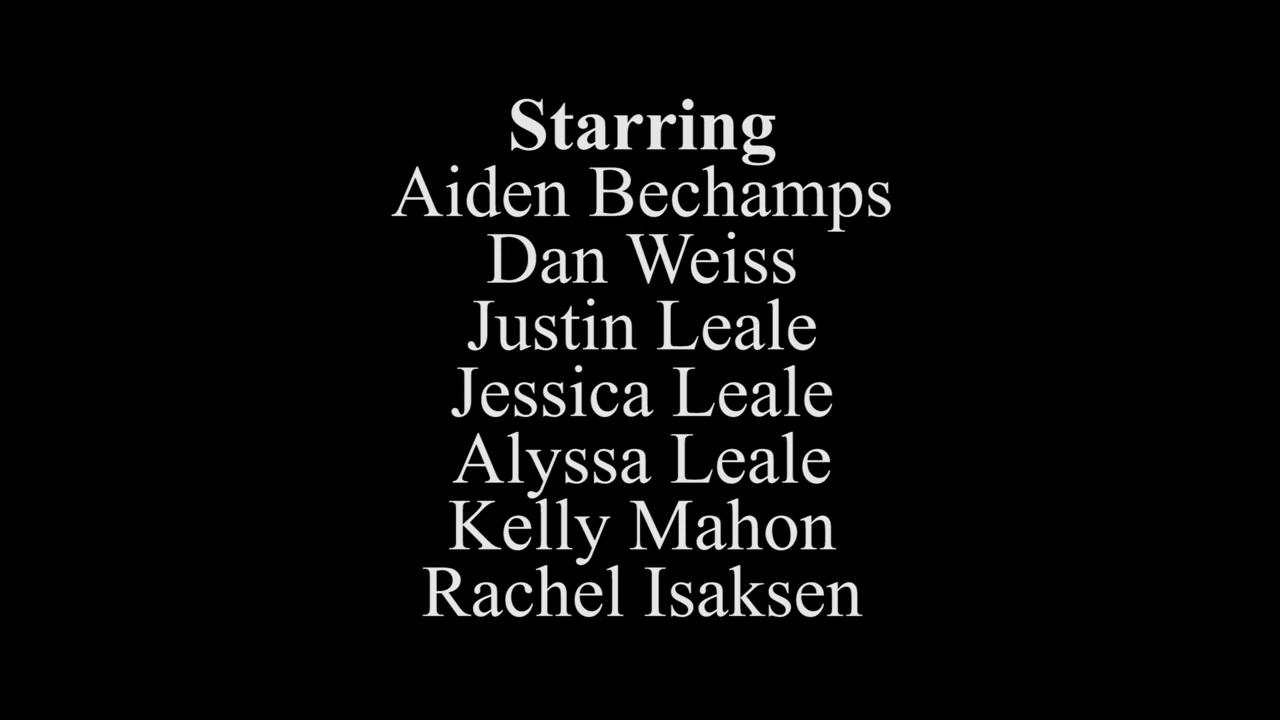 Starring
Aiden Bechamps
Dan Weiss
Justin Leale
Jessica Leale
Alyssa Leale
Kelly Mahon
Rachel Isaksen